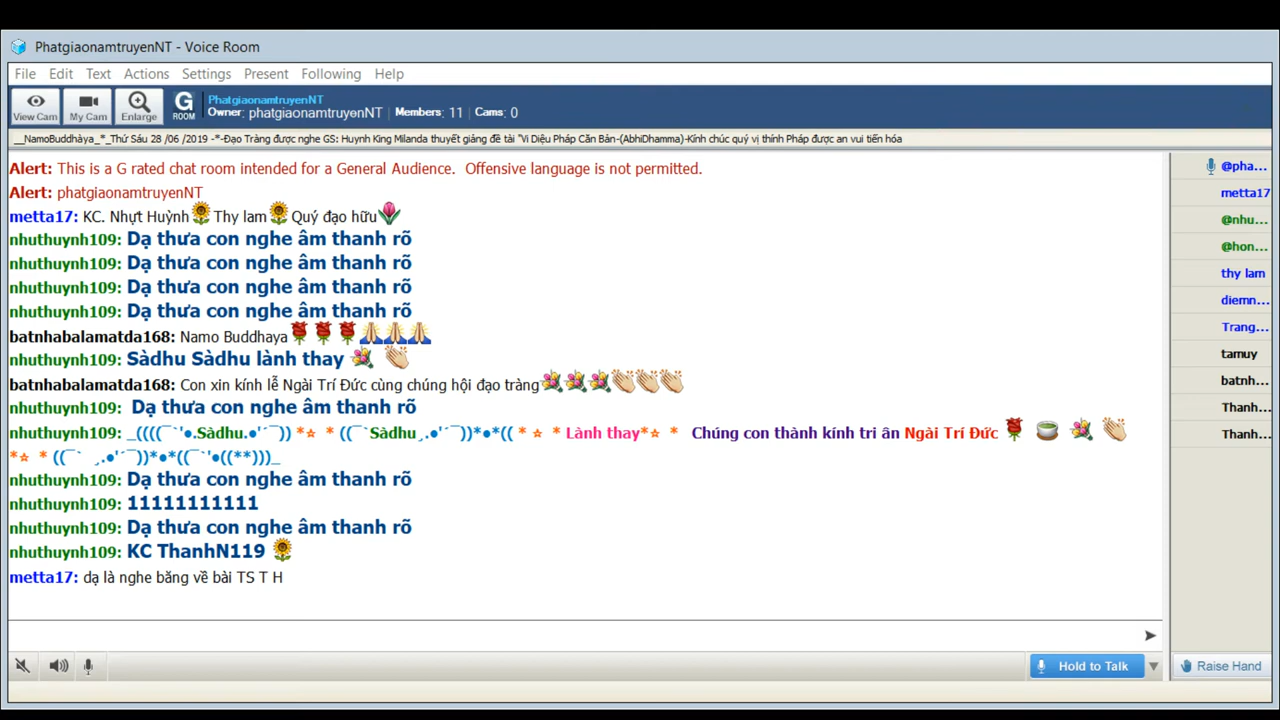 PhatgiaonamtruyenNT - Voice Room
File Edit Text Actions Settings Present Following Help
View Cam My Cam Enlarge G ROOM PhatgiaonamtruyenNT
Owner: phatgiaonamtruyenNT Members: 11 Cams: 0
__NamoBuddhàya_*_Thứ Sáu 28 /06 /2019 -*-Đạo Tràng được nghe GS: Huynh King Milanda thuyết giảng đề tài "Vi Diệu Pháp Căn Bản-(AbhiDhamma)-Kính chúc quý vị thính Pháp được an vui tiến hóa
Alert: This is a G rated chat room intended for a General Audience. Offensive language is not permitted.
Alert: phatgiaonamtruyenNT
metta17: KC. Nhựt Huỳnh🌻Thy lam🌻Quý đạo hữu🌷
nhuthuynh109: Dạ thưa con nghe âm thanh rõ
nhuthuynh109: Dạ thưa con nghe âm thanh rõ
nhuthuynh109: Dạ thưa con nghe âm thanh rõ
nhuthuynh109: Dạ thưa con nghe âm thanh rõ
batnhabalamatda168: Namo Buddhaya🌹🌹🌹🙏🙏🙏
nhuthuynh109: Sàdhu Sàdhu lành thay 💐 👏
batnhabalamatda168: Con xin kính lễ Ngài Trí Đức cùng chúng hội đạo tràng💐💐💐👏👏👏
nhuthuynh109: Dạ thưa con nghe âm thanh rõ
nhuthuynh109: _((((¯`'•.Sàdhu.•'´¯)) *☆ * ((¯`Sàdhu¸.•'´¯))*•*(( * ☆ * Lành thay*☆ * Chúng con thành kính tri ân Ngài Trí Đức 🌹 🍵 💐 👏
*☆ * ((¯` ¸.•'´¯))*•*((¯`'•((**)))_
nhuthuynh109: Dạ thưa con nghe âm thanh rõ
nhuthuynh109: 11111111111
nhuthuynh109: Dạ thưa con nghe âm thanh rõ
nhuthuynh109: KC ThanhN119 🌻
metta17: dạ là nghe băng về bài TS T H
@pha...
metta17
@nhu...
@hon...
thy lam
diemn...
Trang...
tamuy
batnh...
Thanh...
Thanh...
Hold to Talk
Raise Hand